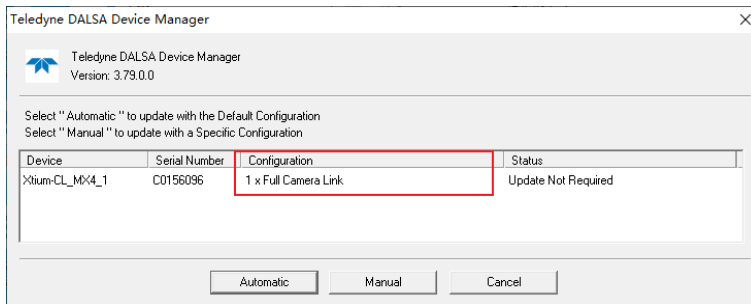 Teledyne DALSA Device Manager
Teledyne DALSA Device Manager
Version: 3.79.0.0
Select " Automatic " to update with the Default Configuration
Select " Manual " to update with a Specific Configuration
Device Serial Number Configuration Status
Xtium-CL_MX4_1 C0156096 1 x Full Camera Link Update Not Required
Automatic Manual Cancel